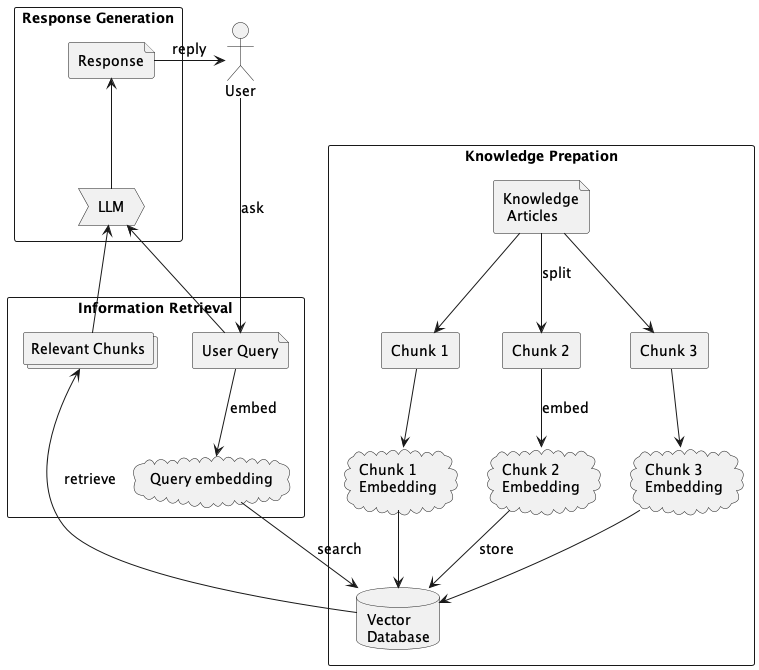 Response Generation
Response
reply
User
LLM
ask
Information Retrieval
Relevant Chunks
User Query
embed
Query embedding
retrieve
search
Knowledge Prepation
Knowledge
Articles
split
Chunk 1
Chunk 2
Chunk 3
embed
Chunk 1
Embedding
Chunk 2
Embedding
Chunk 3
Embedding
store
Vector
Database